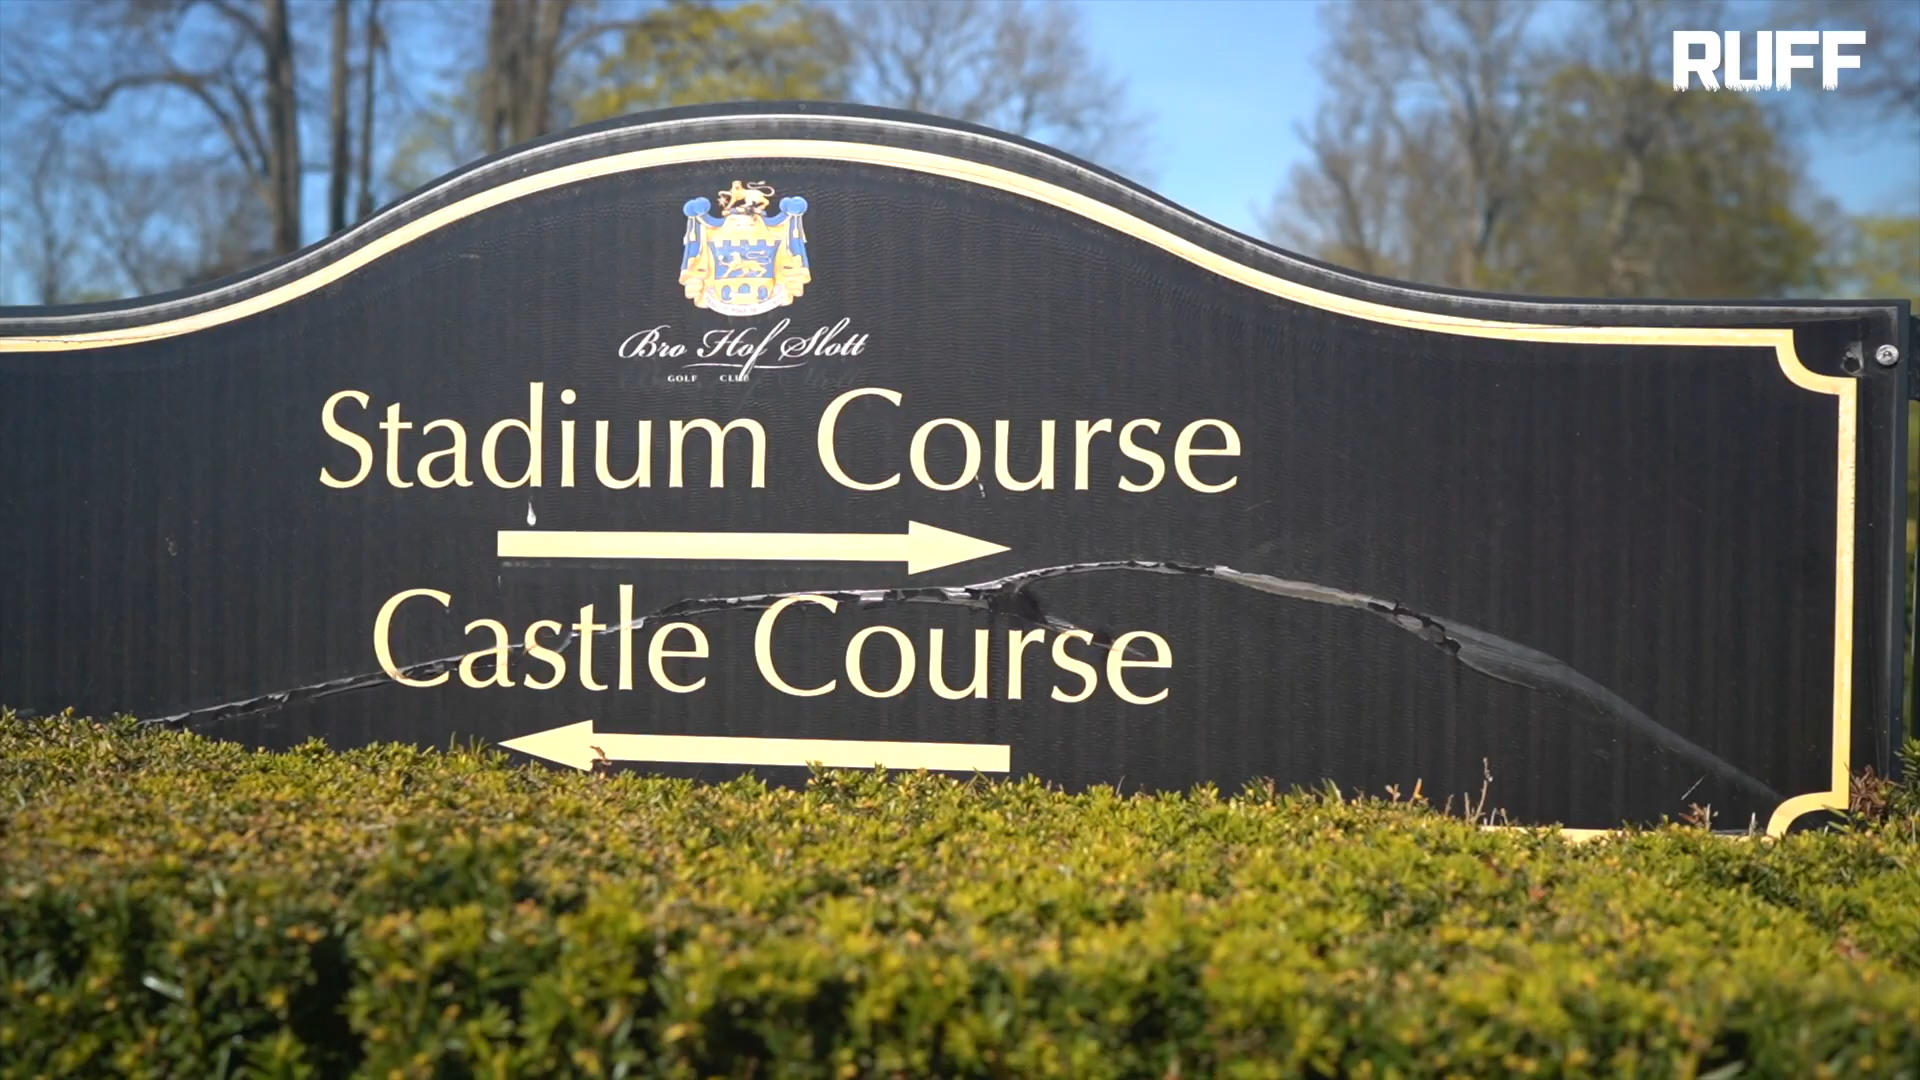 RUFF
Bro Hof Slott
GOLF CLUB
Stadium Course
Castle Course